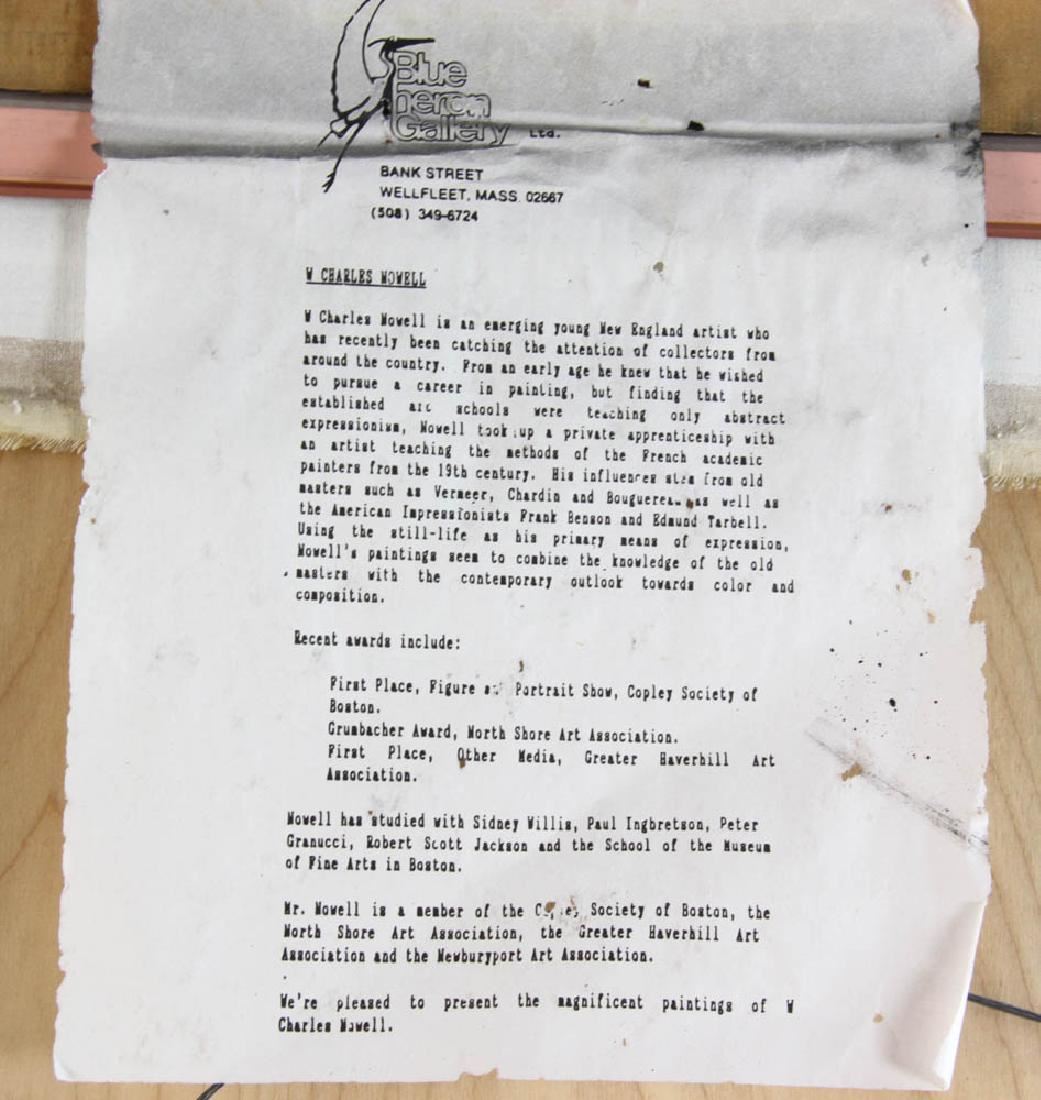 Blue
heron
Gallery Ltd.
BANK STREET
WELLFLEET, MASS. 02667
(508) 349-6724
W CHARLES NOWELL
W Charles Nowell is an emerging young New England artist who
has recently been catching the attention of collectors from
around the country. From an early age he knew that he wished
to pursue a career in painting, but finding that the
established art schools were teaching only abstract
expressionism, Nowell took up a private apprenticeship with
an artist teaching the methods of the French academic
painters from the 19th century. His influences stem from old
masters such as Vermeer, Chardin and Bouguereau as well as
the American Impressionists Frank Benson and Edmund Tarbell.
Using the still-life as his primary means of expression,
Nowell's paintings seem to combine the knowledge of the old
masters with the contemporary outlook towards color and
composition.
Recent awards include:
First Place, Figure Portrait Show, Copley Society of
Boston.
Grumbacher Award, North Shore Art Association.
First Place, Other Media, Greater Haverhill Art
Association.
Nowell has studied with Sidney Willis, Paul Ingbretson, Peter
Granucci, Robert Scott Jackson and the School of the Museum
of Fine Arts in Boston.
Mr. Nowell is a member of the Copley Society of Boston, the
North Shore Art Association, the Greater Haverhill Art
Association and the Newburyport Art Association.
We're pleased to present the magnificent paintings of W
Charles Nowell.